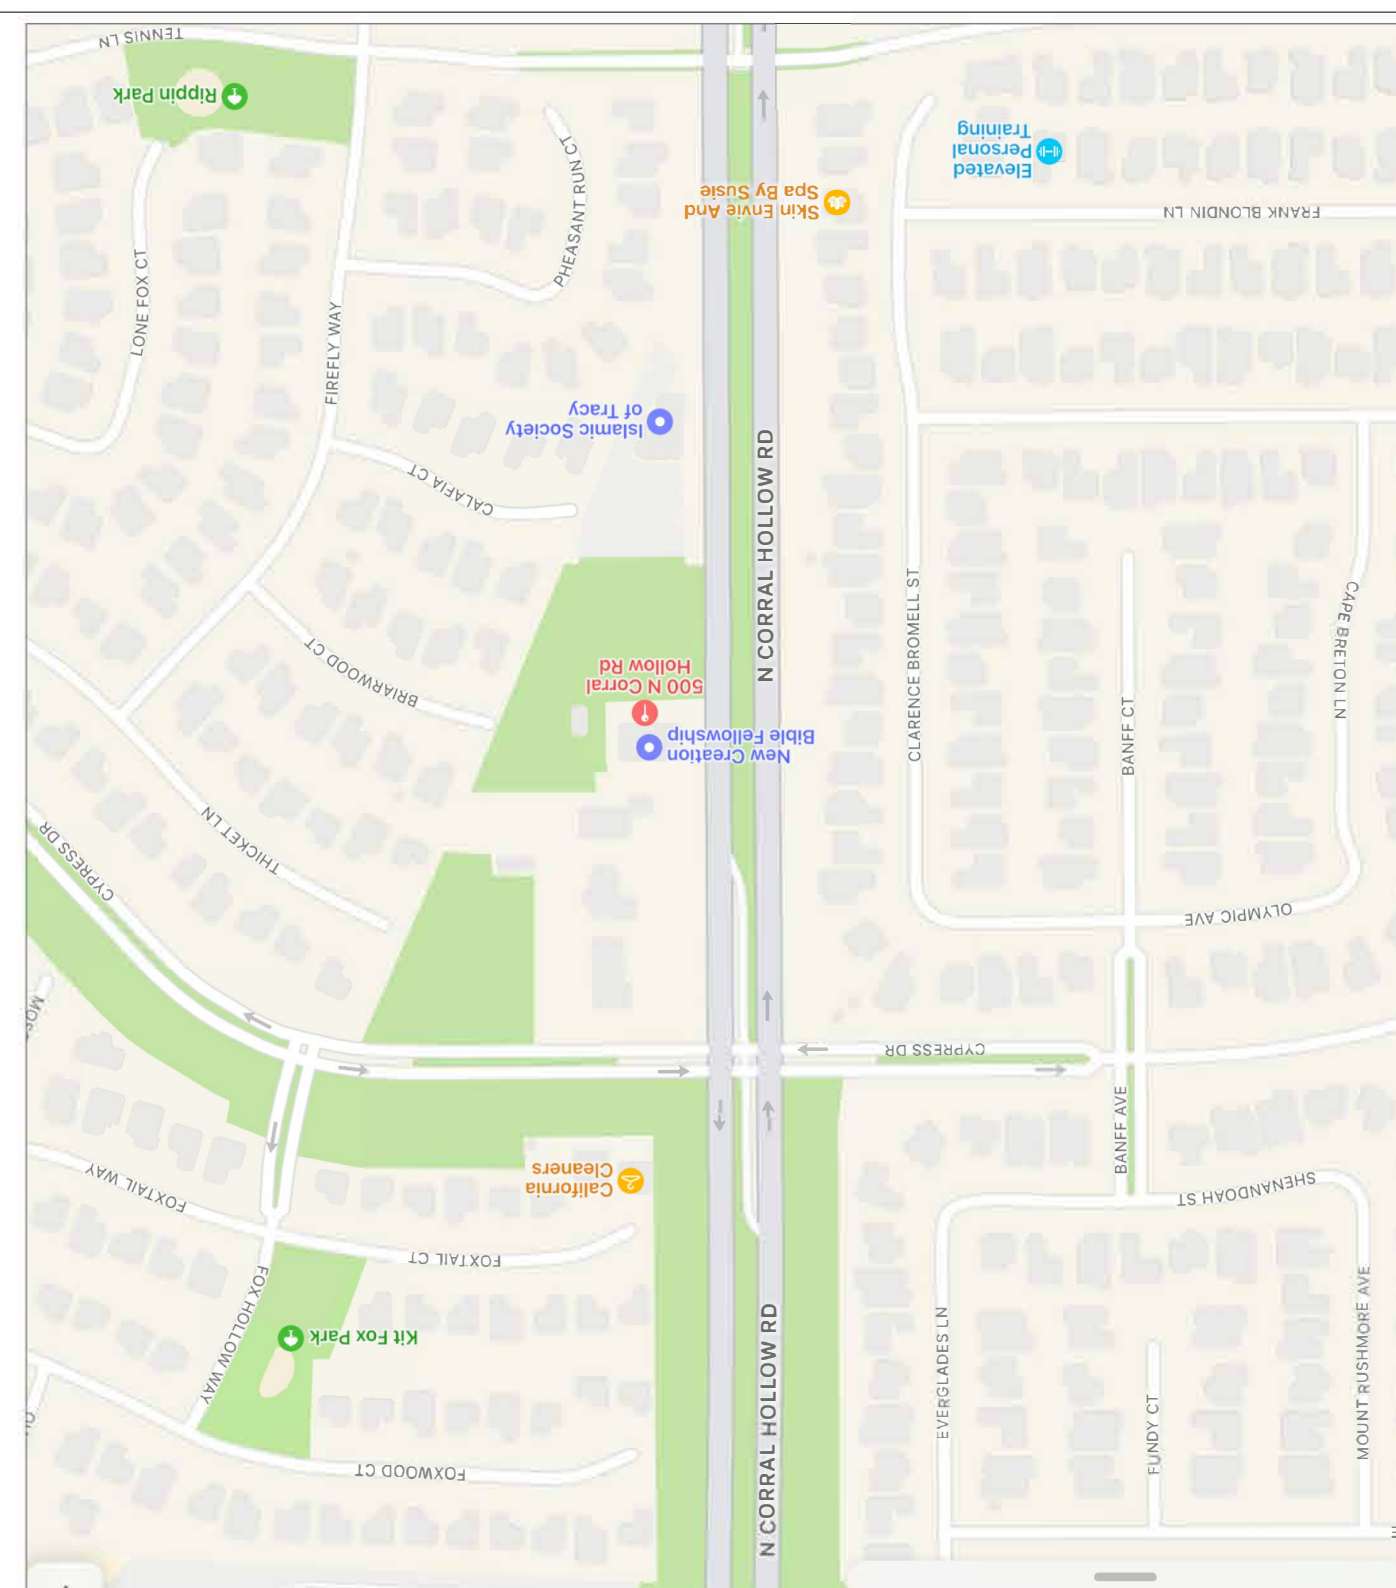 TENNIS LN
Rippin Park
LONE FOX CT
FIREFLY WAY
PHEASANT RUN CT
Skin Envie And
Spa By Susie
Elevated
Personal
Training
FRANK BLONDIN LN
Islamic Society
of Tracy
CALAFIA CT
N CORRAL HOLLOW RD
CLARENCE BROMELL ST
CAPE BRETON LN
BANFF CT
BRIARWOOD CT
500 N Corral
Hollow Rd
New Creation
Bible Fellowship
THICKET LN
CYPRESS DR
OLYMPIC AVE
CYPRESS DR
BANFF AVE
FOXTAIL WAY
California
Cleaners
SHENANDOAH ST
FOXTAIL CT
FOX HOLLOW WAY
Kit Fox Park
N CORRAL HOLLOW RD
EVERGLADES LN
FUNDY CT
MOUNT RUSHMORE AVE
FOXWOOD CT